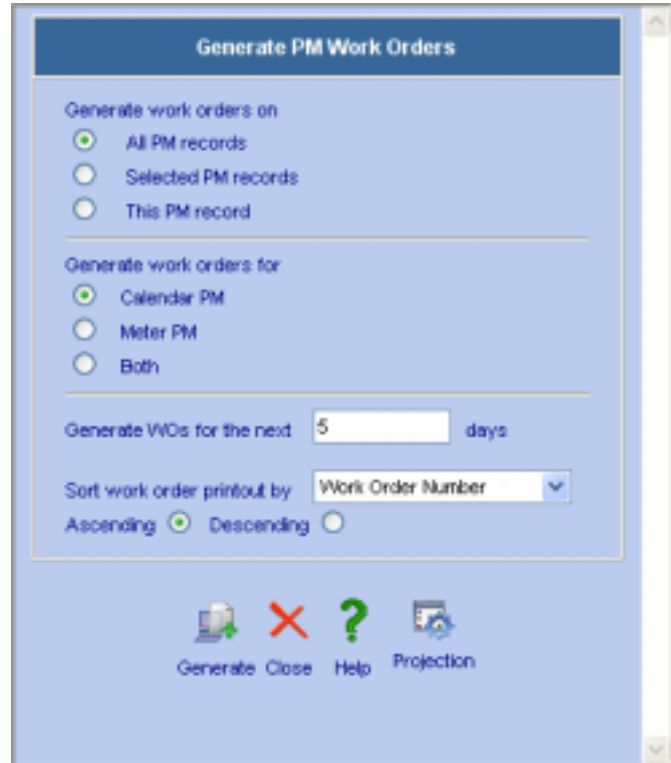 Generate PM Work Orders
Generate work orders on
All PM records
Selected PM records
This PM record
Generate work orders for
Calendar PM
Meter PM
Both
Generate WOs for the next 5 days
Sort work order printout by Work Order Number
Ascending Descending
Generate Close Help Projection